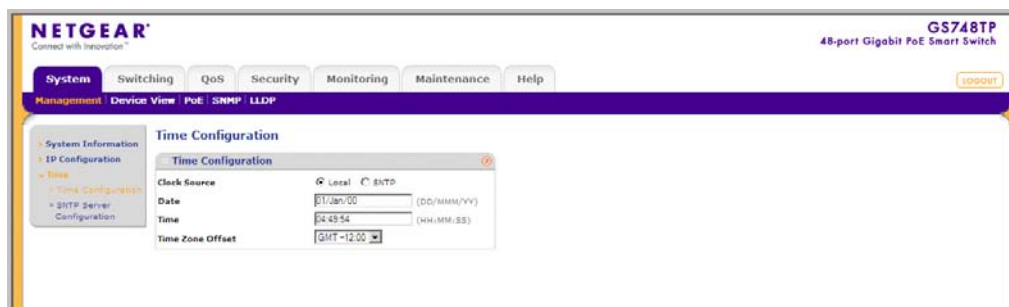 NETGEAR
Connect with Innovation™
GS748TP
48-port Gigabit PoE Smart Switch
System Switching QoS Security Monitoring Maintenance Help
LOGOUT
Management Device View PoE SNMP LLDP
System Information
IP Configuration
Time
Time Configuration
SNTP Server Configuration
Time Configuration
Time Configuration
Clock Source Local SNTP
Date 01/Jan/00 (DD/MMM/YY)
Time 04:49:54 (HH:MM:SS)
Time Zone Offset GMT -12:00